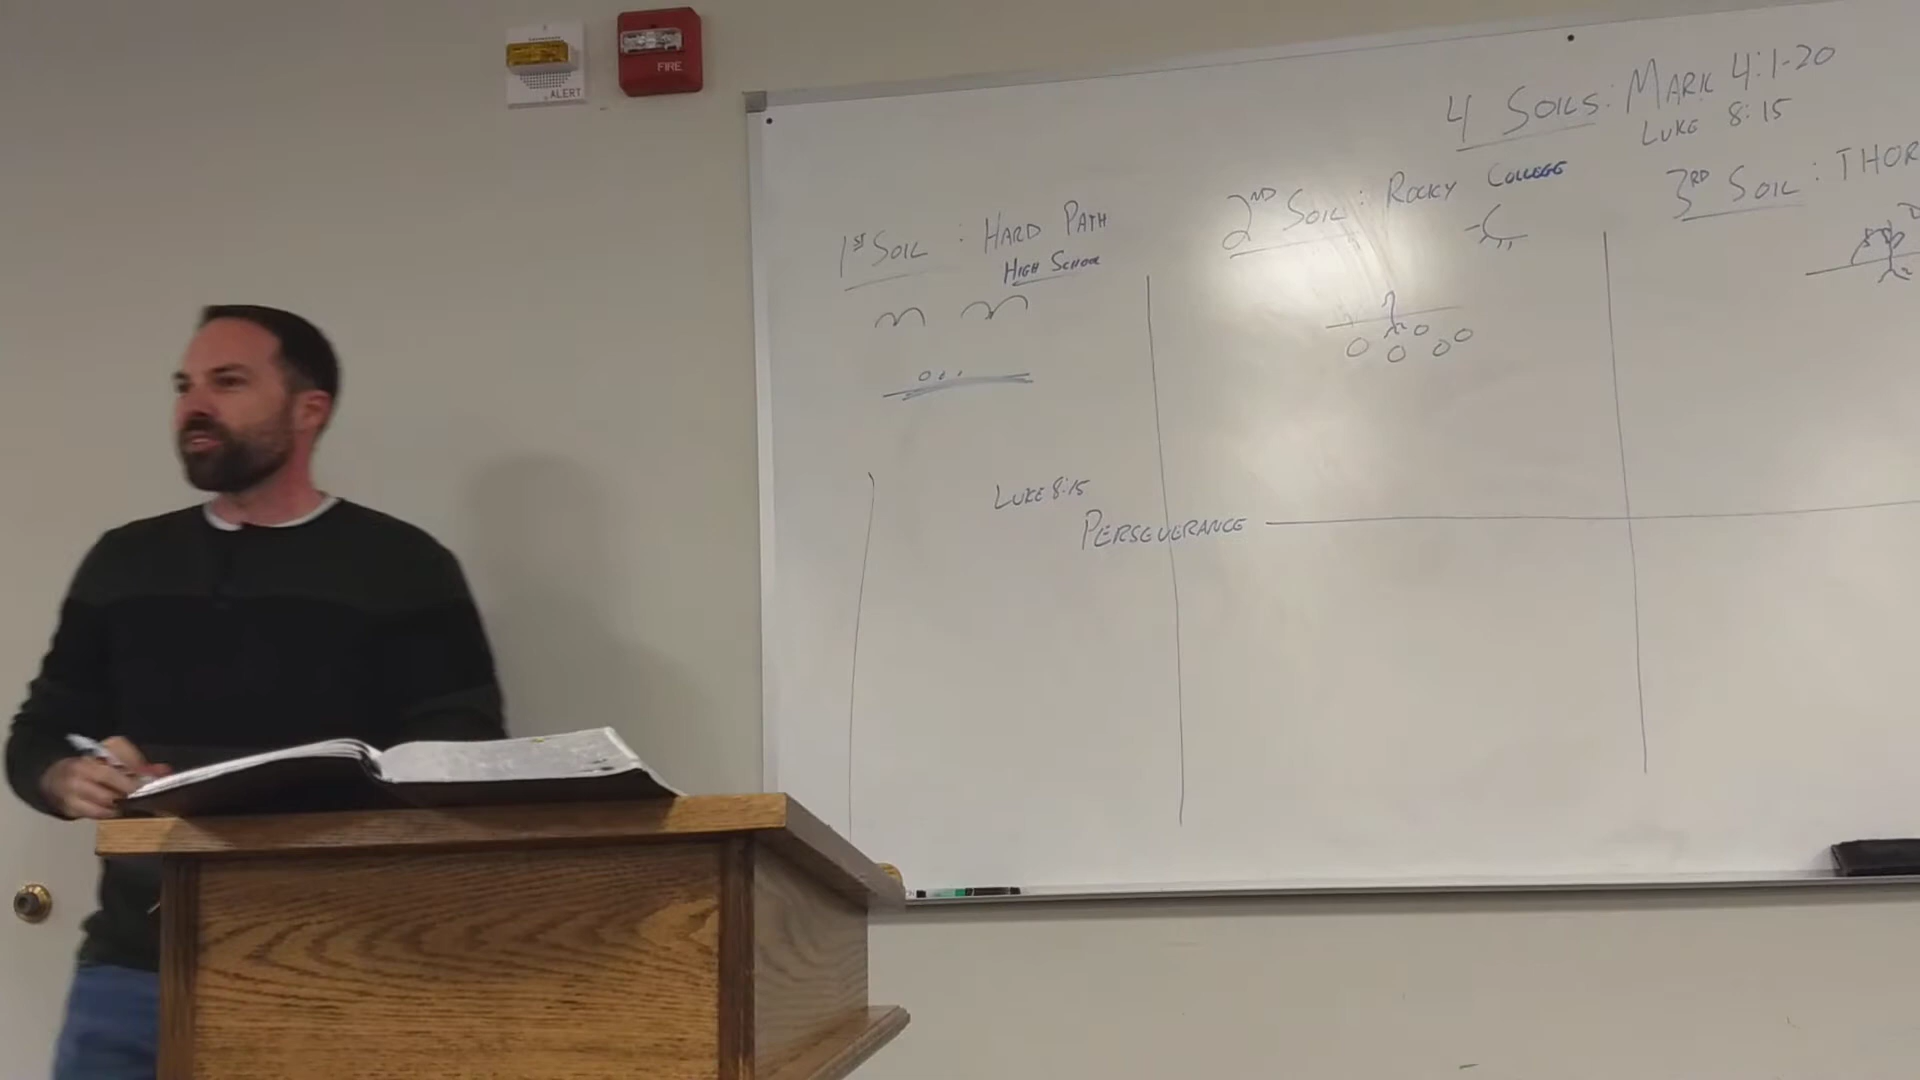 ALERT
FIRE
4 SOILS: MARK 4:1-20
LUKE 8:15
1ST SOIL : HARD PATH
HIGH SCHOOL
2ND SOIL : ROCKY COLLEGE
3RD SOIL : THOR
LUKE 8:15
PERSEVERANCE